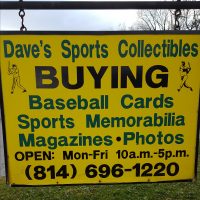 Dave's Sports Collectibles
BUYING
Baseball Cards
Sports Memorabilia
Magazines • Photos
OPEN: Mon-Fri 10a.m.-5p.m.
(814) 696-1220